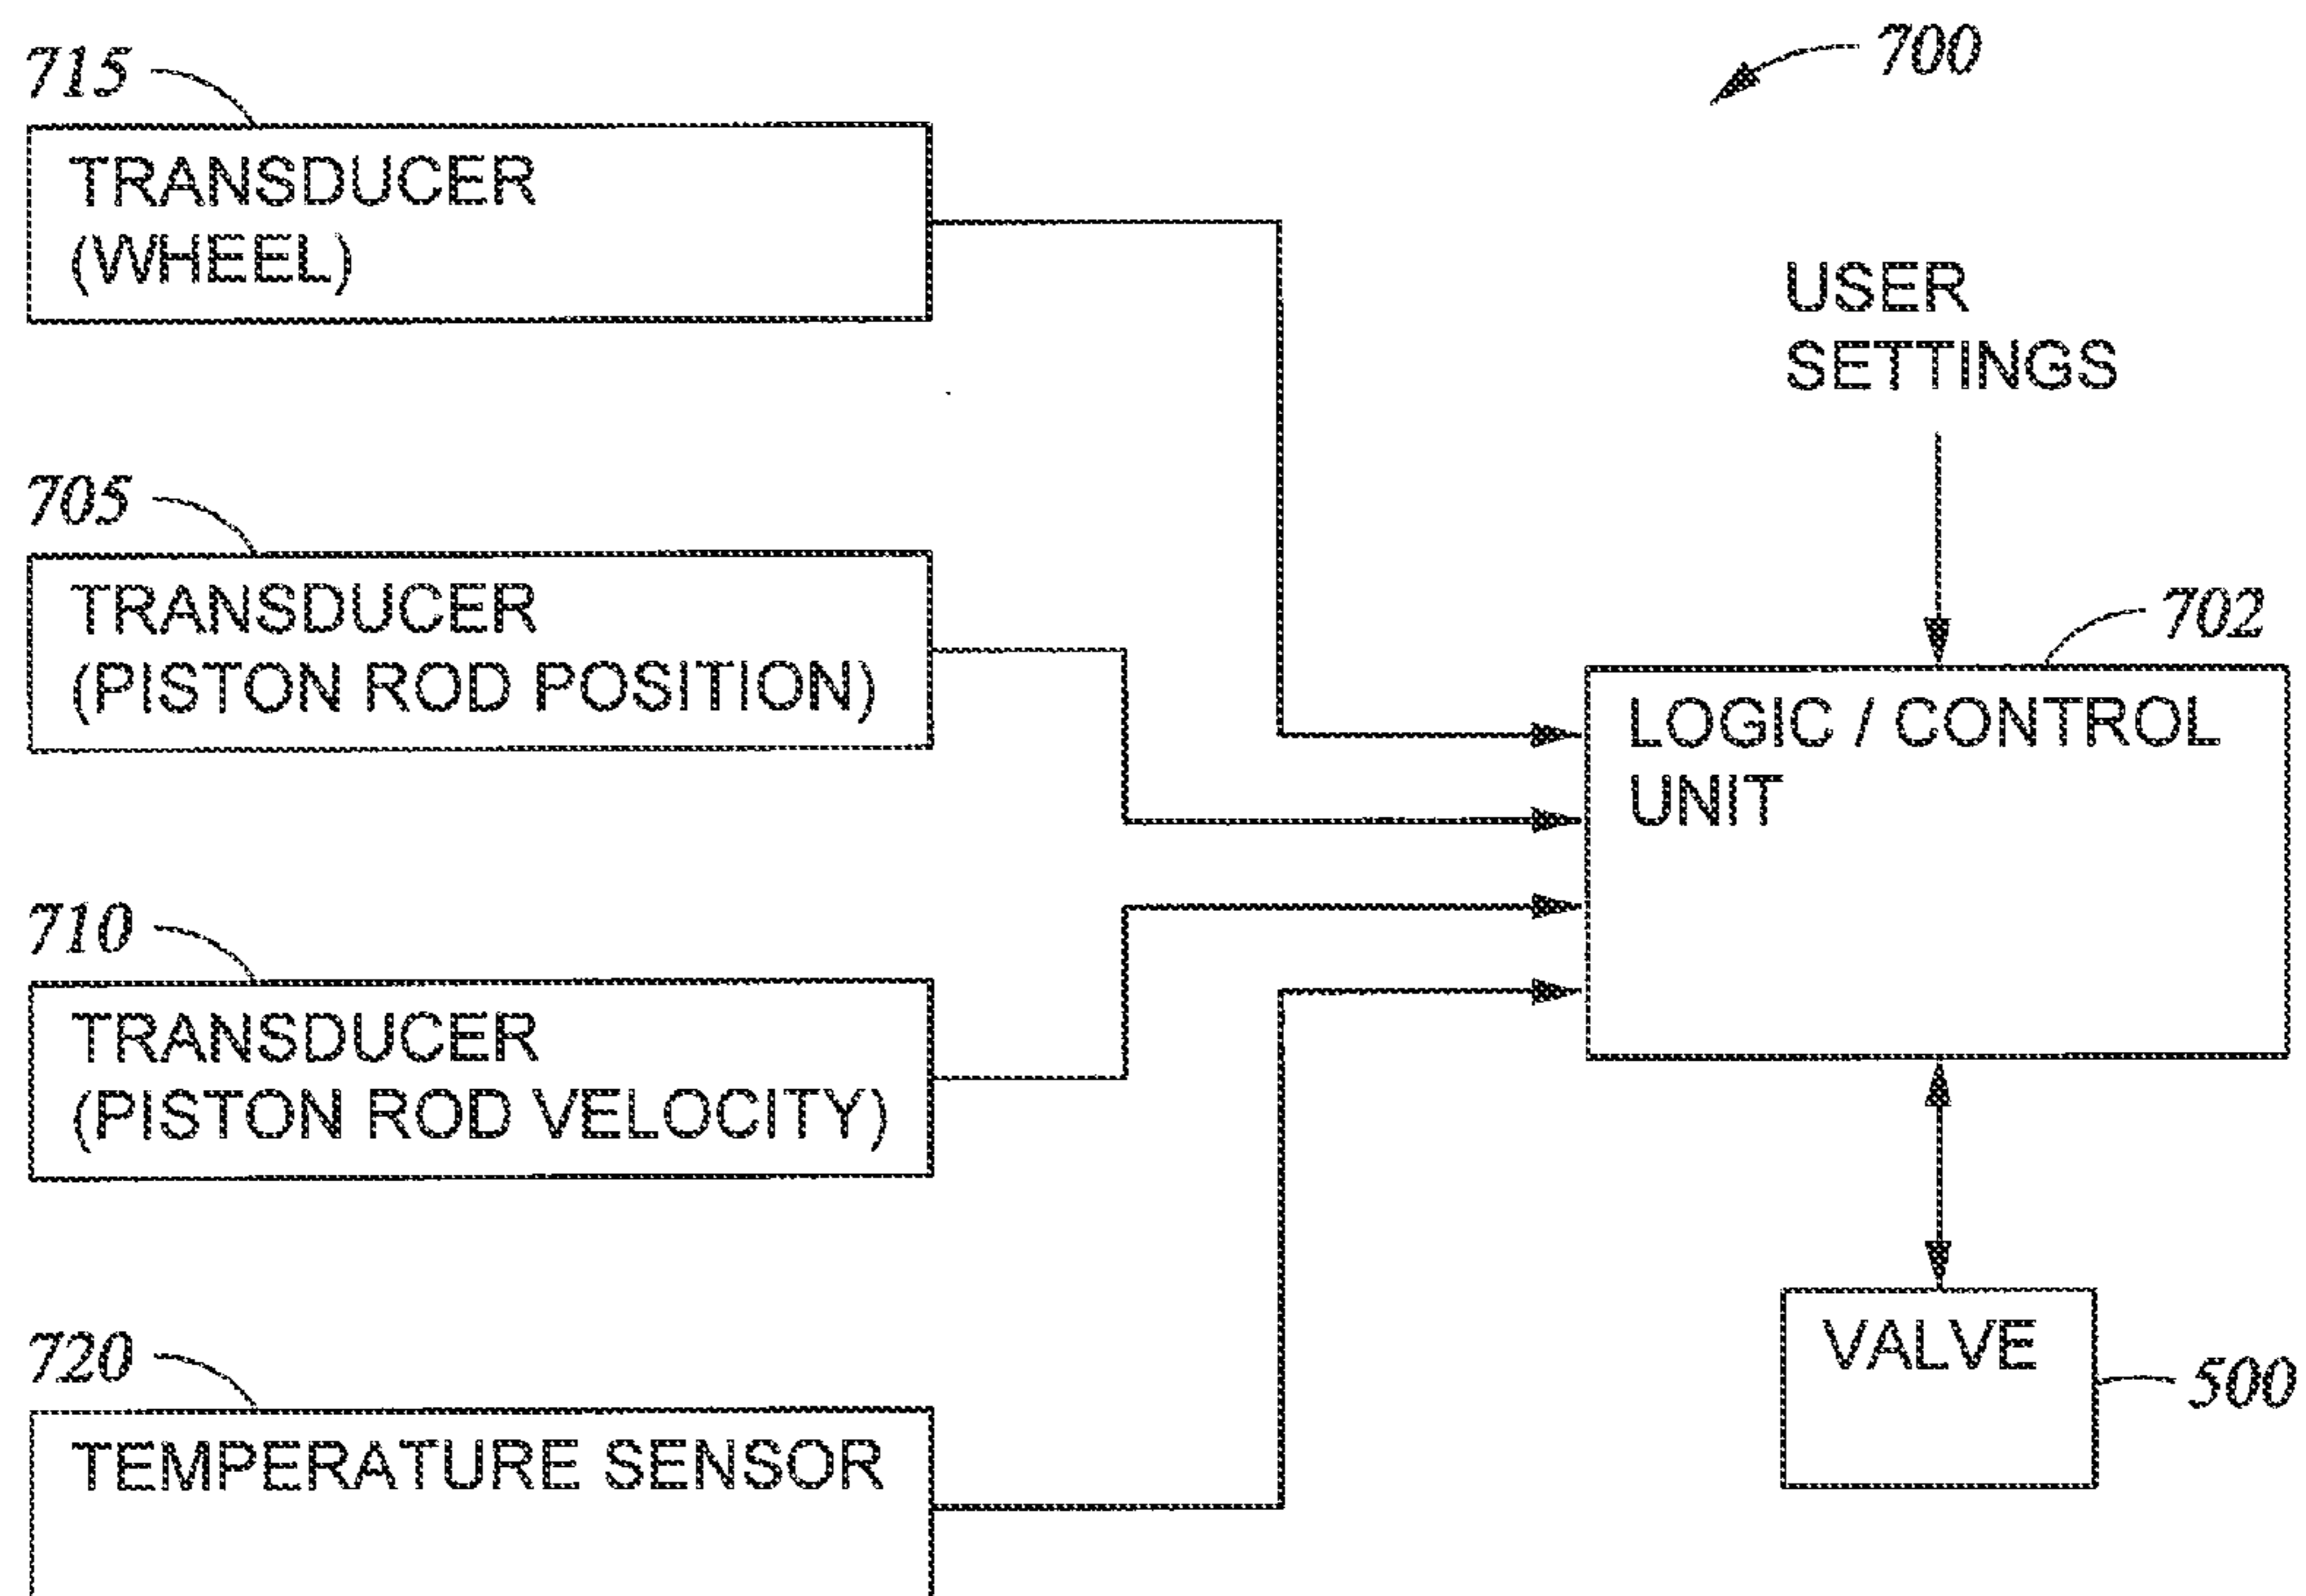 715
TRANSDUCER
(WHEEL)
700
USER
SETTINGS
705
TRANSDUCER
(PISTON ROD POSITION)
702
LOGIC / CONTROL
UNIT
710
TRANSDUCER
(PISTON ROD VELOCITY)
720
TEMPERATURE SENSOR
VALVE
500